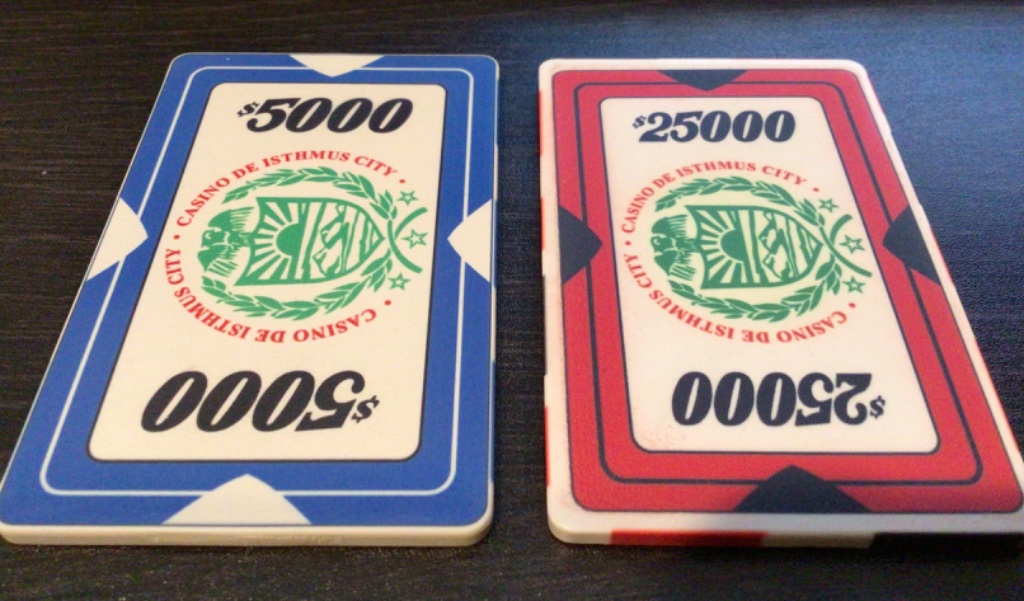 $5000
CASINO DE ISTHMUS CITY •
CASINO DE ISTHMUS CITY •
$5000
$25000
CASINO DE ISTHMUS CITY •
CASINO DE ISTHMUS CITY •
$25000